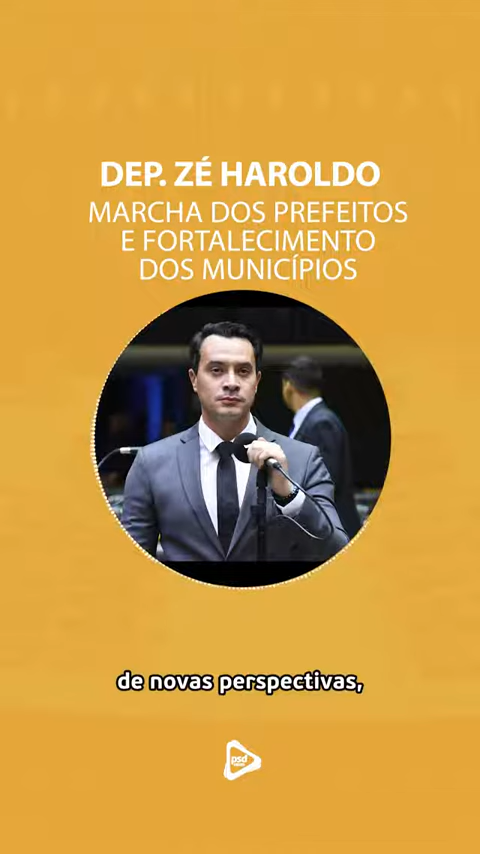 DEP. ZÉ HAROLDO
MARCHA DOS PREFEITOS
E FORTALECIMENTO
DOS MUNICÍPIOS
de novas perspectivas,
psd